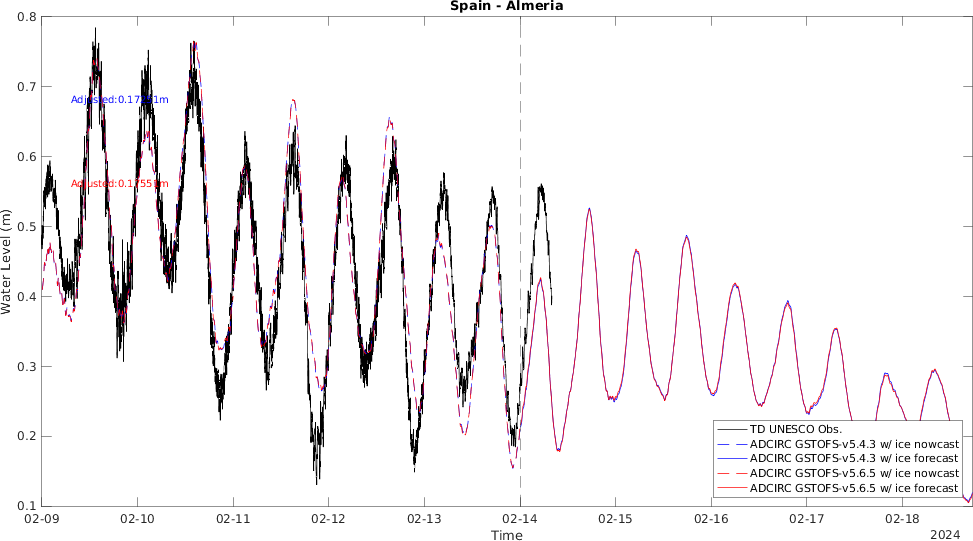 Spain - Almeria
0.8
0.7
0.6
0.5
0.4
0.3
0.2
0.1
Water Level (m)
Adjusted:0.17551m
02-09
02-10
02-11
02-12
02-13
02-14
02-15
02-16
02-17
02-18
Time
2024
TD UNESCO Obs.
ADCIRC GSTOFS-v5.4.3 w/ ice nowcast
ADCIRC GSTOFS-v5.4.3 w/ ice forecast
ADCIRC GSTOFS-v5.6.5 w/ ice nowcast
ADCIRC GSTOFS-v5.6.5 w/ ice forecast